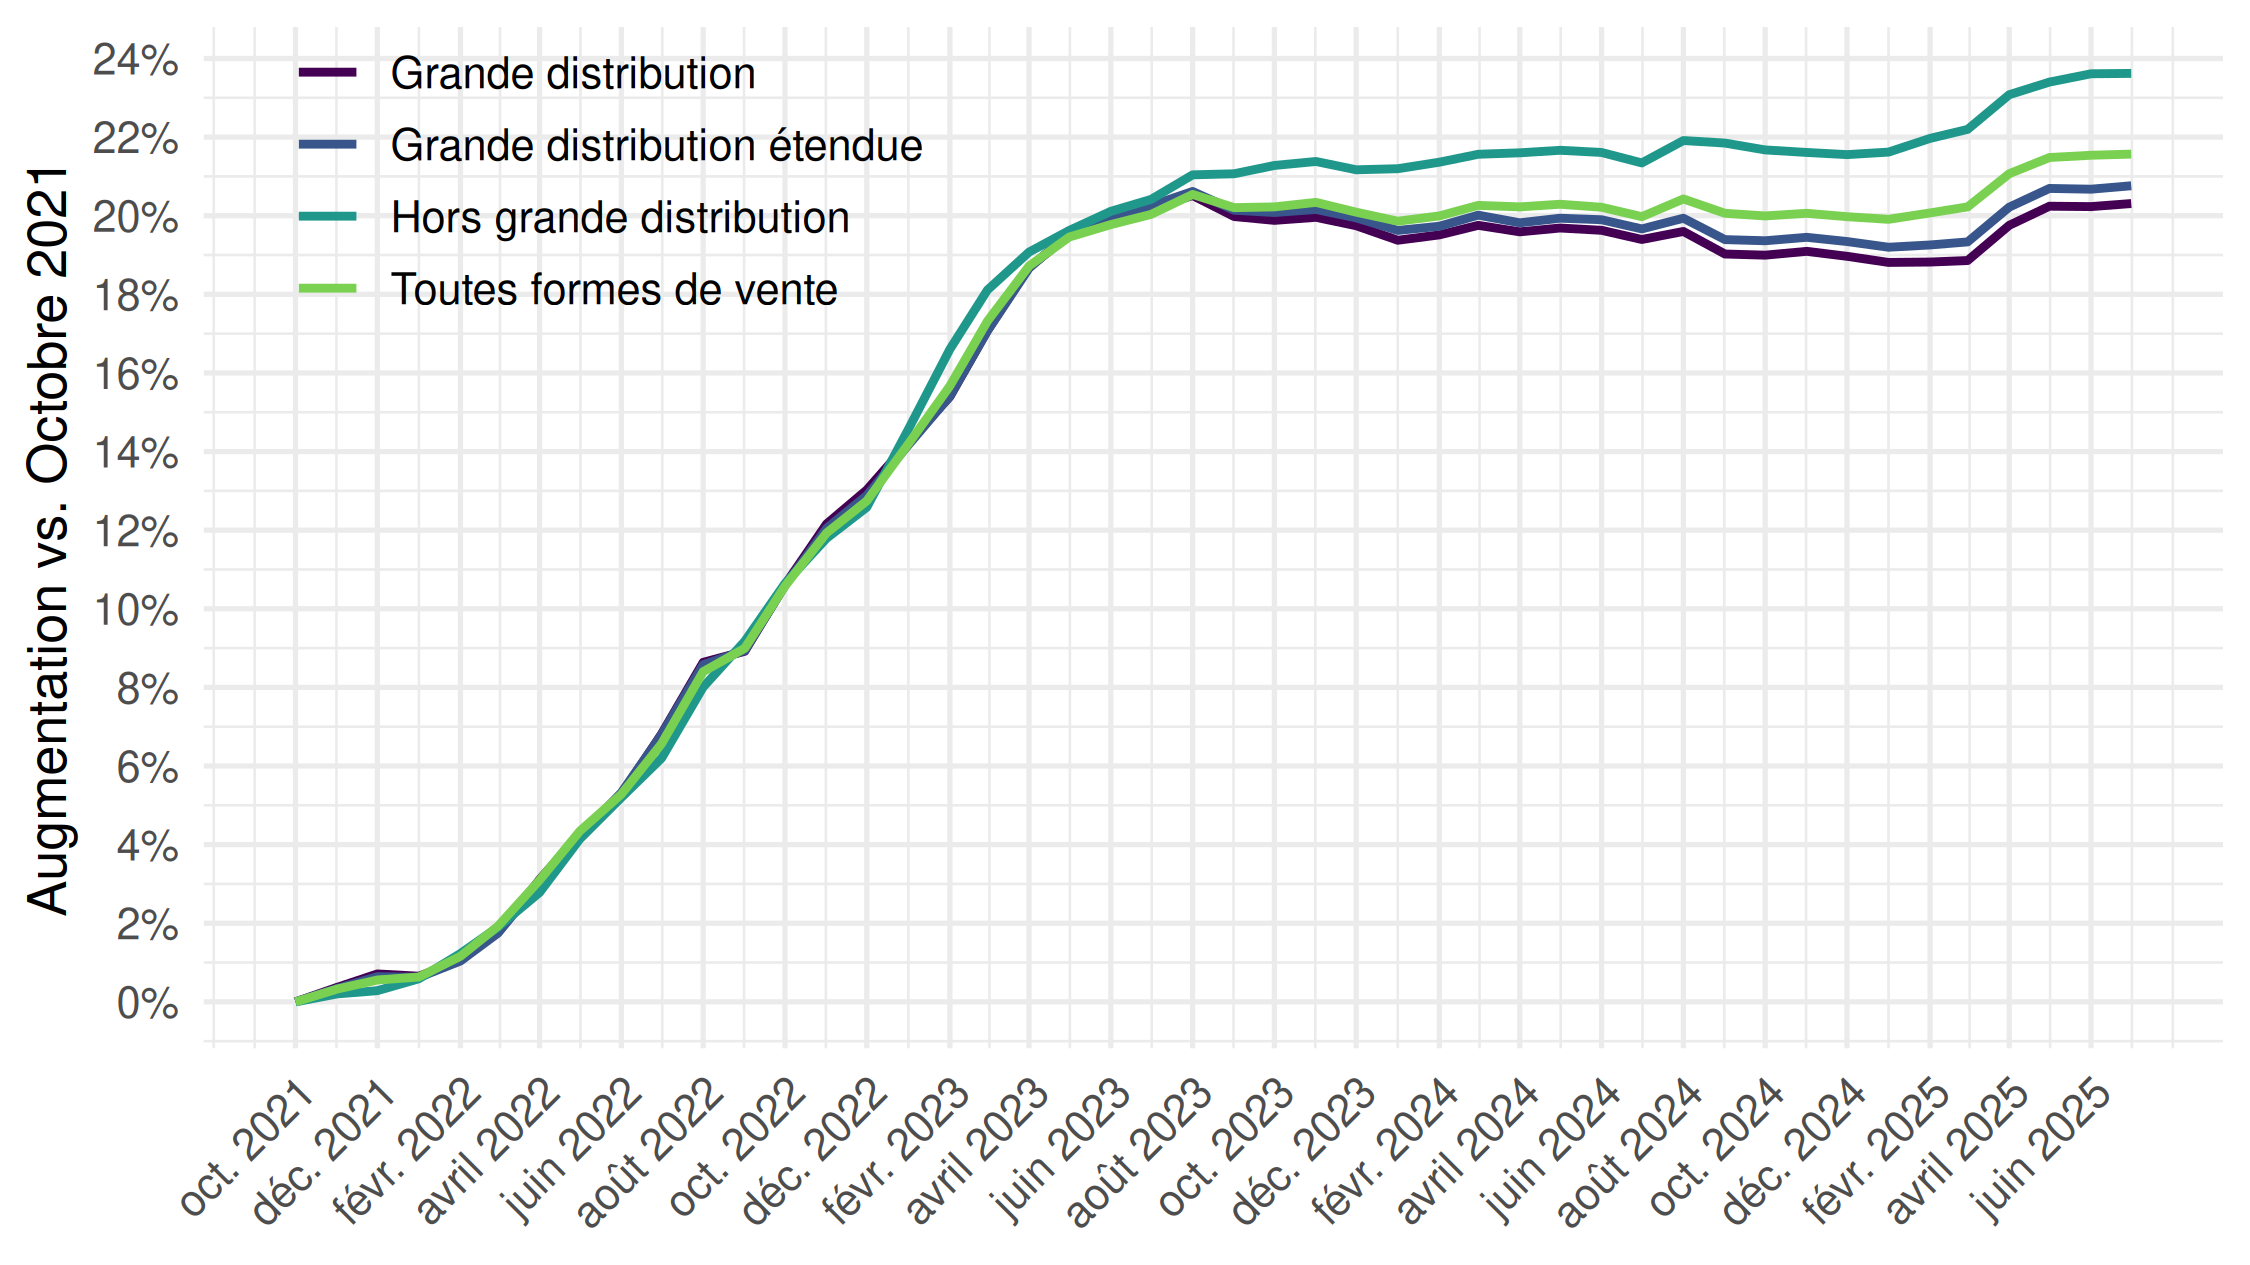 Augmentation vs. Octobre 2021
24%
22%
20%
18%
16%
14%
12%
10%
8%
6%
4%
2%
0%
Grande distribution
Grande distribution étendue
Hors grande distribution
Toutes formes de vente
oct. 2021
déc. 2021
févr. 2022
avril 2022
juin 2022
août 2022
oct. 2022
déc. 2022
févr. 2023
avril 2023
juin 2023
août 2023
oct. 2023
déc. 2023
févr. 2024
avril 2024
juin 2024
août 2024
oct. 2024
déc. 2024
févr. 2025
avril 2025
juin 2025